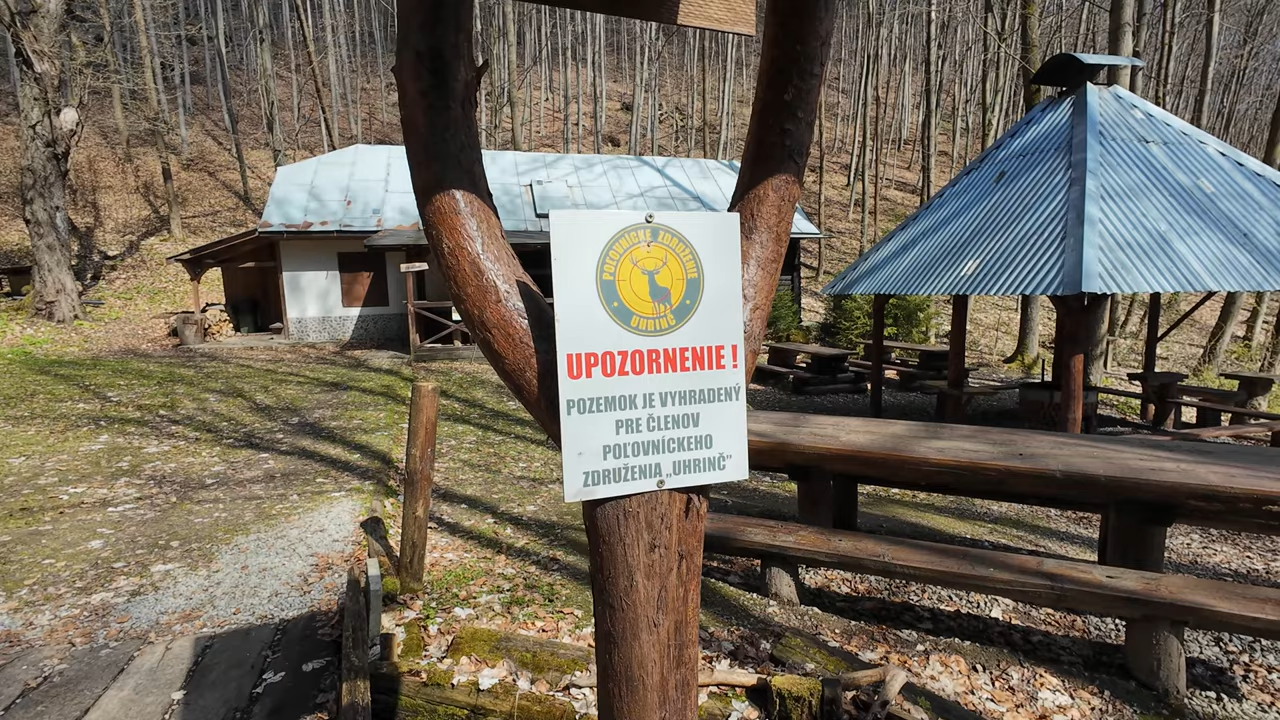 POĽOVNÍCKE ZDRUŽENIE
UHRINČ
UPOZORNENIE !
POZEMOK JE VYHRADENÝ
PRE ČLENOV
POĽOVNÍCKEHO
ZDRUŽENIA „UHRINČ”